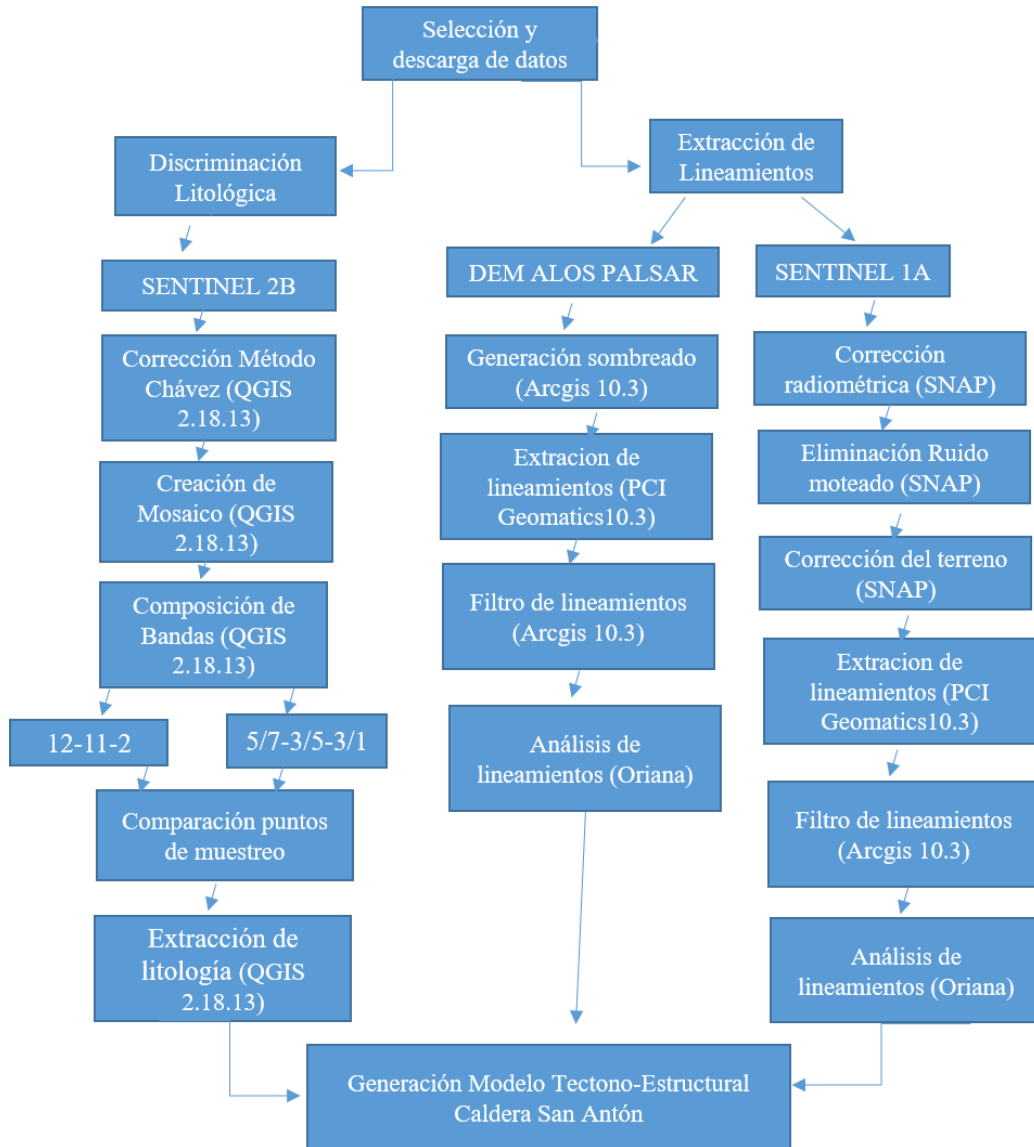 Selección y
descarga de datos
Discriminación
Litológica
Extracción de
Lineamientos
SENTINEL 2B
DEM ALOS PALSAR
SENTINEL 1A
Corrección Método
Chávez (QGIS
2.18.13)
Generación sombreado
(Arcgis 10.3)
Corrección
radiométrica (SNAP)
Creación de
Mosaico (QGIS
2.18.13)
Extracion de
lineamientos (PCI
Geomatics10.3)
Eliminación Ruido
moteado (SNAP)
Composición de
Bandas (QGIS
2.18.13)
Filtro de lineamientos
(Arcgis 10.3)
Corrección del terreno
(SNAP)
12-11-2
5/7-3/5-3/1
Análisis de
lineamientos (Oriana)
Extracion de
lineamientos (PCI
Geomatics10.3)
Comparación puntos
de muestreo
Filtro de lineamientos
(Arcgis 10.3)
Extracción de
litología (QGIS
2.18.13)
Análisis de
lineamientos (Oriana)
Generación Modelo Tectono-Estructural
Caldera San Antón